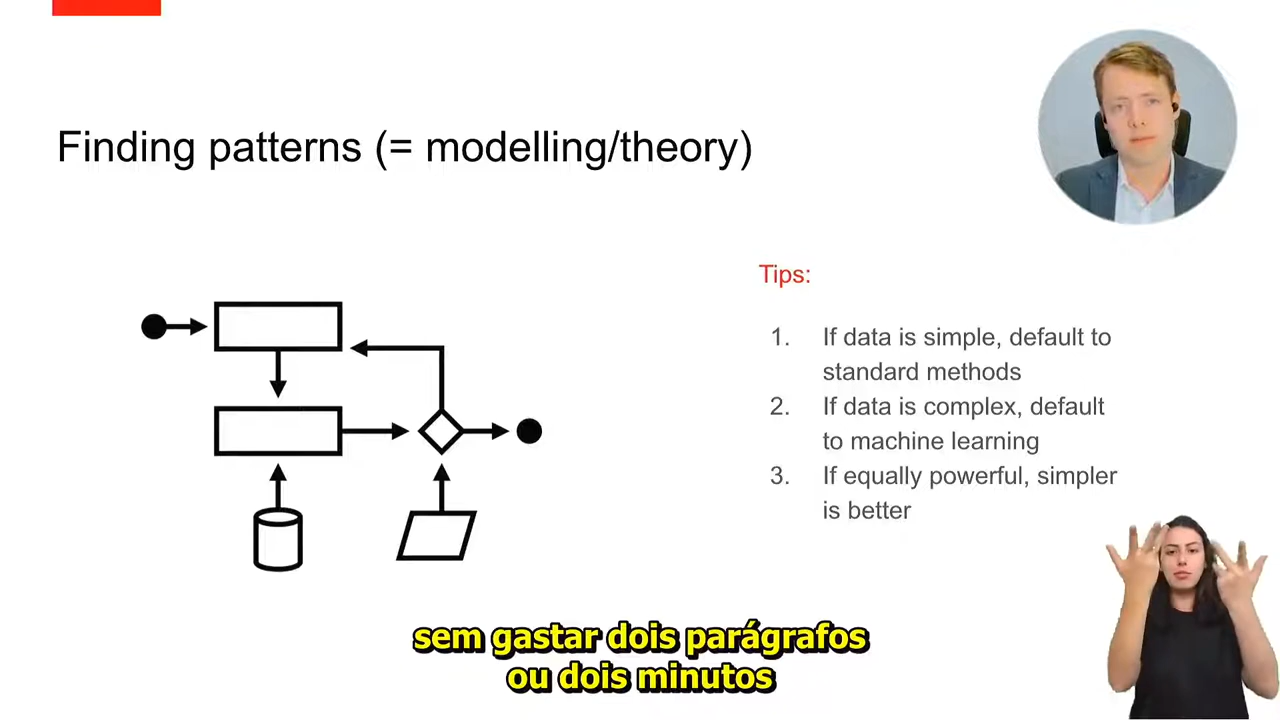 Finding patterns (= modelling/theory)
Tips:
1. If data is simple, default to
standard methods
2. If data is complex, default
to machine learning
3. If equally powerful, simpler
is better
sem gastar dois parágrafos
ou dois minutos